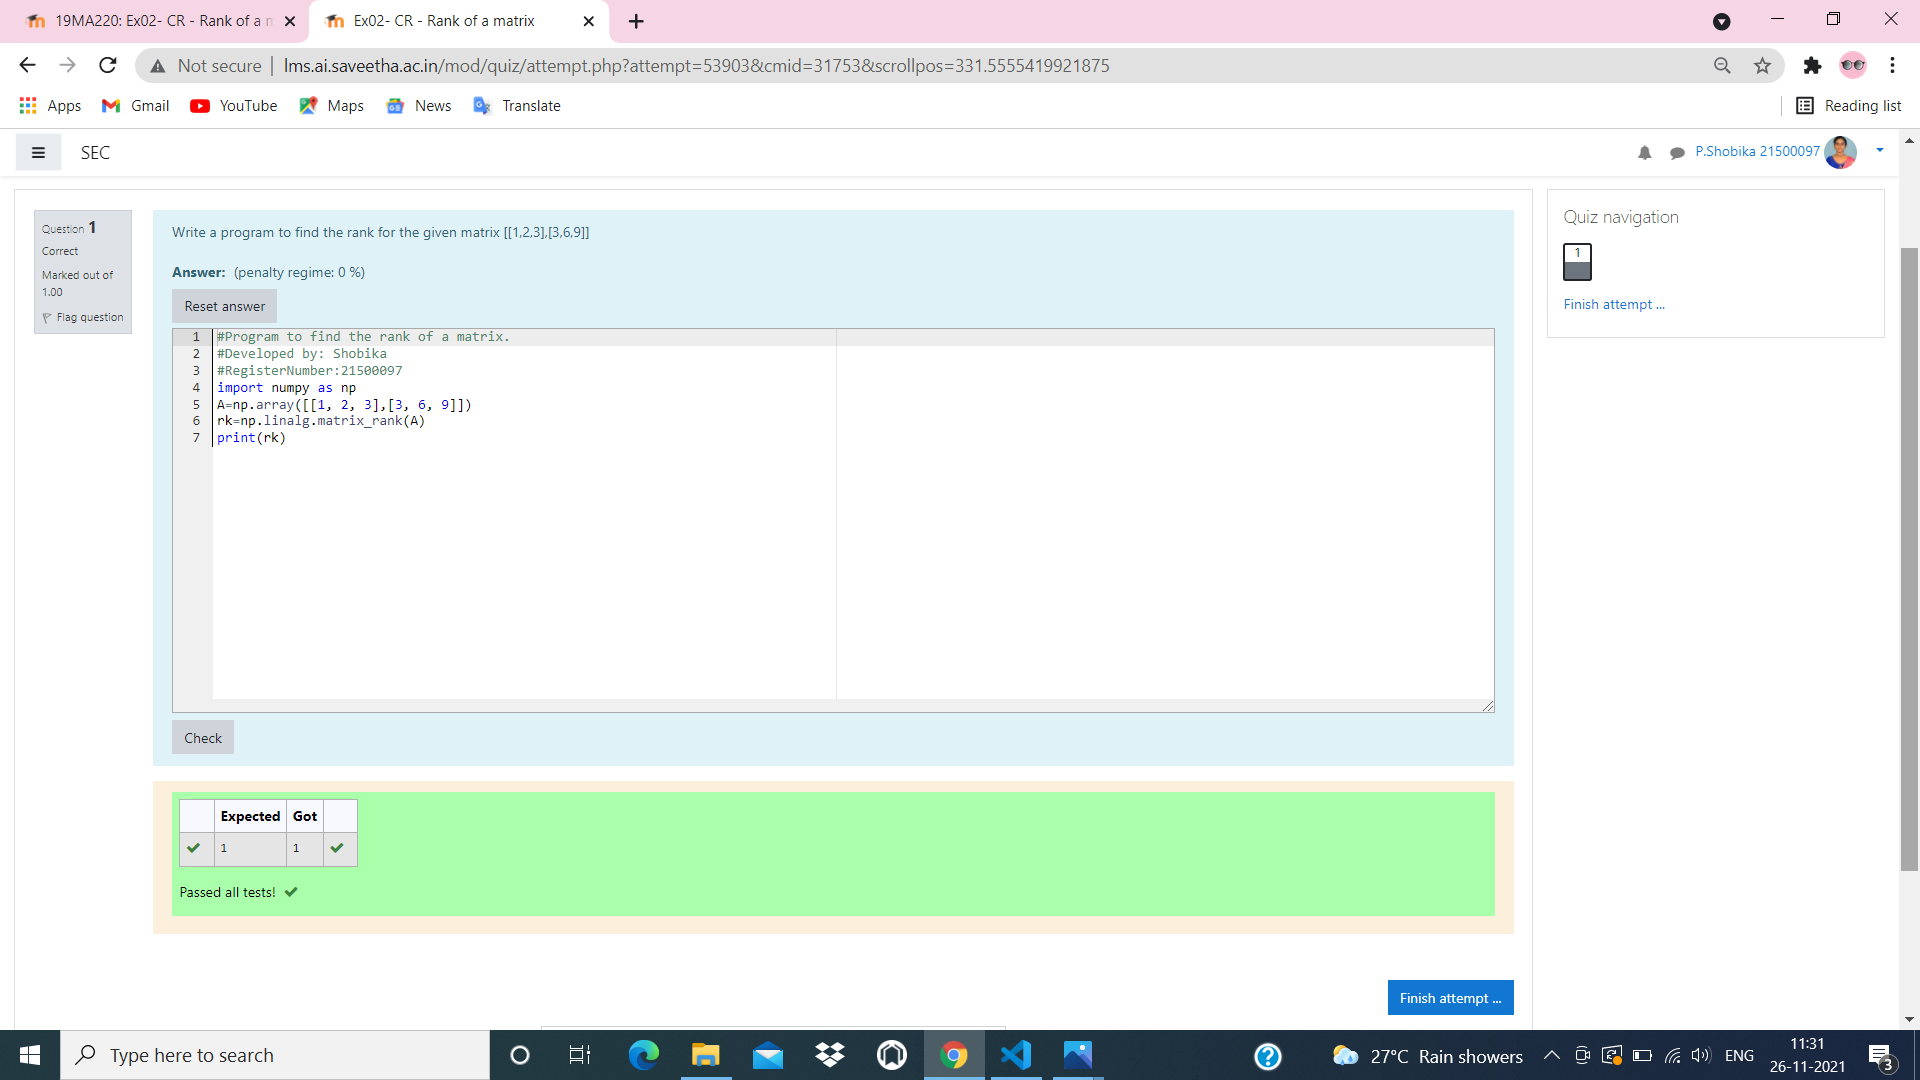 19MA220: Ex02- CR - Rank of a m
Ex02- CR - Rank of a matrix
Not secure | lms.ai.saveetha.ac.in/mod/quiz/attempt.php?attempt=53903&cmid=31753&scrollpos=331.5555419921875
Apps Gmail YouTube Maps News Translate Reading list
SEC
P.Shobika 21500097
Question 1
Correct
Marked out of
1.00
Flag question
Write a program to find the rank for the given matrix [[1,2,3],[3,6,9]]
Answer: (penalty regime: 0 %)
Reset answer
1 #Program to find the rank of a matrix.
2 #Developed by: Shobika
3 #RegisterNumber:21500097
4 import numpy as np
5 A=np.array([[1, 2, 3],[3, 6, 9]])
6 rk=np.linalg.matrix_rank(A)
7 print(rk)
Check
Expected Got
1 1
Passed all tests!
Finish attempt ...
Quiz navigation
1
Finish attempt ...
Type here to search
27°C Rain showers
ENG
11:31
26-11-2021
3